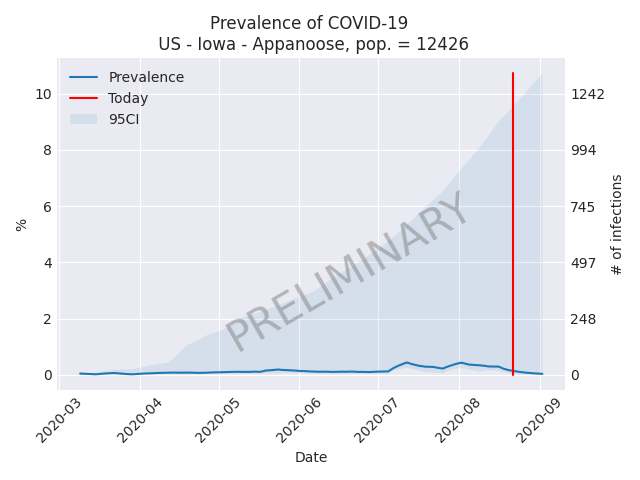 Prevalence of COVID-19
US - Iowa - Appanoose, pop. = 12426
Prevalence
Today
95CI
10
8
6
4
2
0
%
1242
994
745
497
248
0
# of infections
PRELIMINARY
2020-03
2020-04
2020-05
2020-06
2020-07
2020-08
2020-09
Date